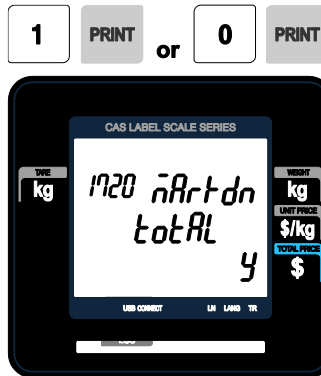 1 PRINT or 0 PRINT
CAS LABEL SCALE SERIES
TARE
kg
1720 nArtdn
totAL
y
WEIGHT
kg
UNIT PRICE
$/kg
TOTAL PRICE
$
USB CONNECT LN LANG TR